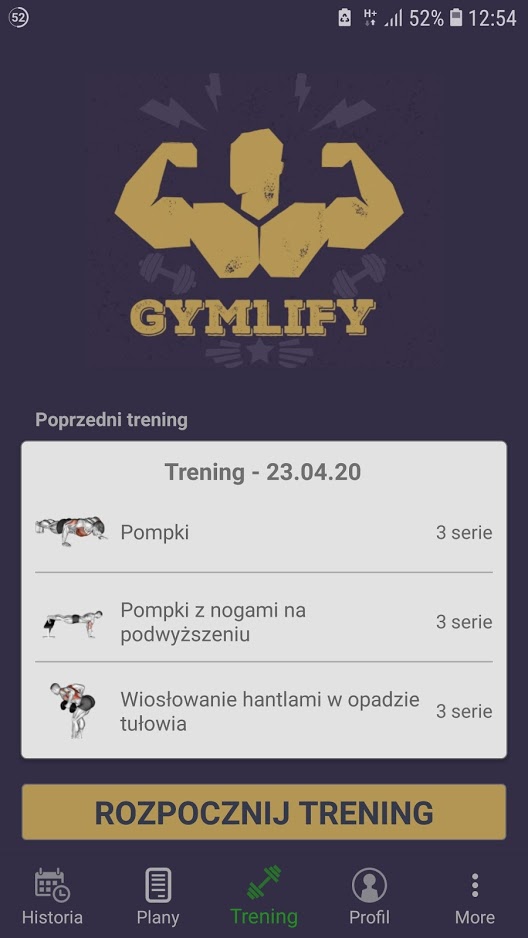 52
H+
52%
12:54
GYMLIFY
Poprzedni trening
Trening - 23.04.20
Pompki
3 serie
Pompki z nogami na
podwyższeniu
3 serie
Wiosłowanie hantlami w opadzie
tułowia
3 serie
ROZPOCZNIJ TRENING
Historia
Plany
Trening
Profil
More